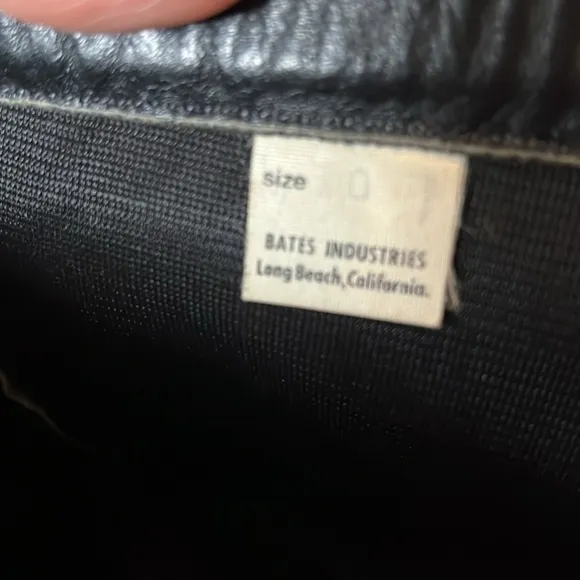 size
BATES INDUSTRIES
Long Beach, California.